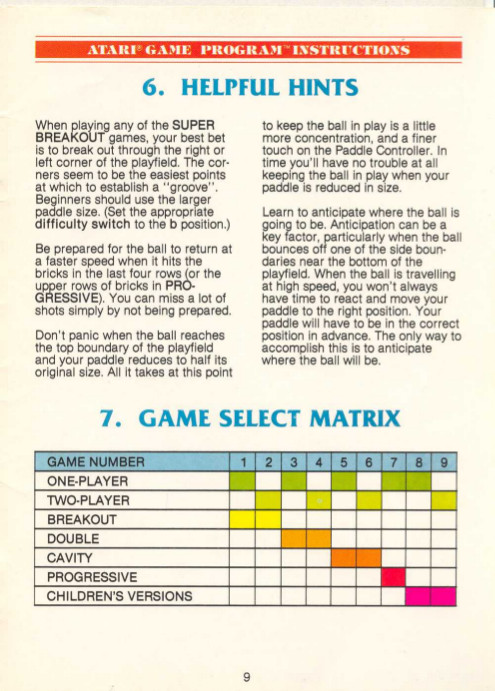 ATARI® GAME PROGRAM™ INSTRUCTIONS
6. HELPFUL HINTS
When playing any of the SUPER
BREAKOUT games, your best bet
is to break out through the right or
left corner of the playfield. The cor-
ners seem to be the easiest points
at which to establish a "groove".
Beginners should use the larger
paddle size. (Set the appropriate
difficulty switch to the b position.)
Be prepared for the ball to return at
a faster speed when it hits the
bricks in the last four rows (or the
upper rows of bricks in PRO-
GRESSIVE). You can miss a lot of
shots simply by not being prepared.
Don't panic when the ball reaches
the top boundary of the playfield
and your paddle reduces to half its
original size. All it takes at this point
to keep the ball in play is a little
more concentration, and a finer
touch on the Paddle Controller. In
time you'll have no trouble at all
keeping the ball in play when your
paddle is reduced in size.
Learn to anticipate where the ball is
going to be. Anticipation can be a
key factor, particularly when the ball
bounces off one of the side boun-
daries near the bottom of the
playfield. When the ball is travelling
at high speed, you won't always
have time to react and move your
paddle to the right position. Your
paddle will have to be in the correct
position in advance. The only way to
accomplish this is to anticipate
where the ball will be.
7. GAME SELECT MATRIX
GAME NUMBER 1 2 3 4 5 6 7 8 9
ONE-PLAYER
TWO-PLAYER
BREAKOUT
DOUBLE
CAVITY
PROGRESSIVE
CHILDREN'S VERSIONS
9